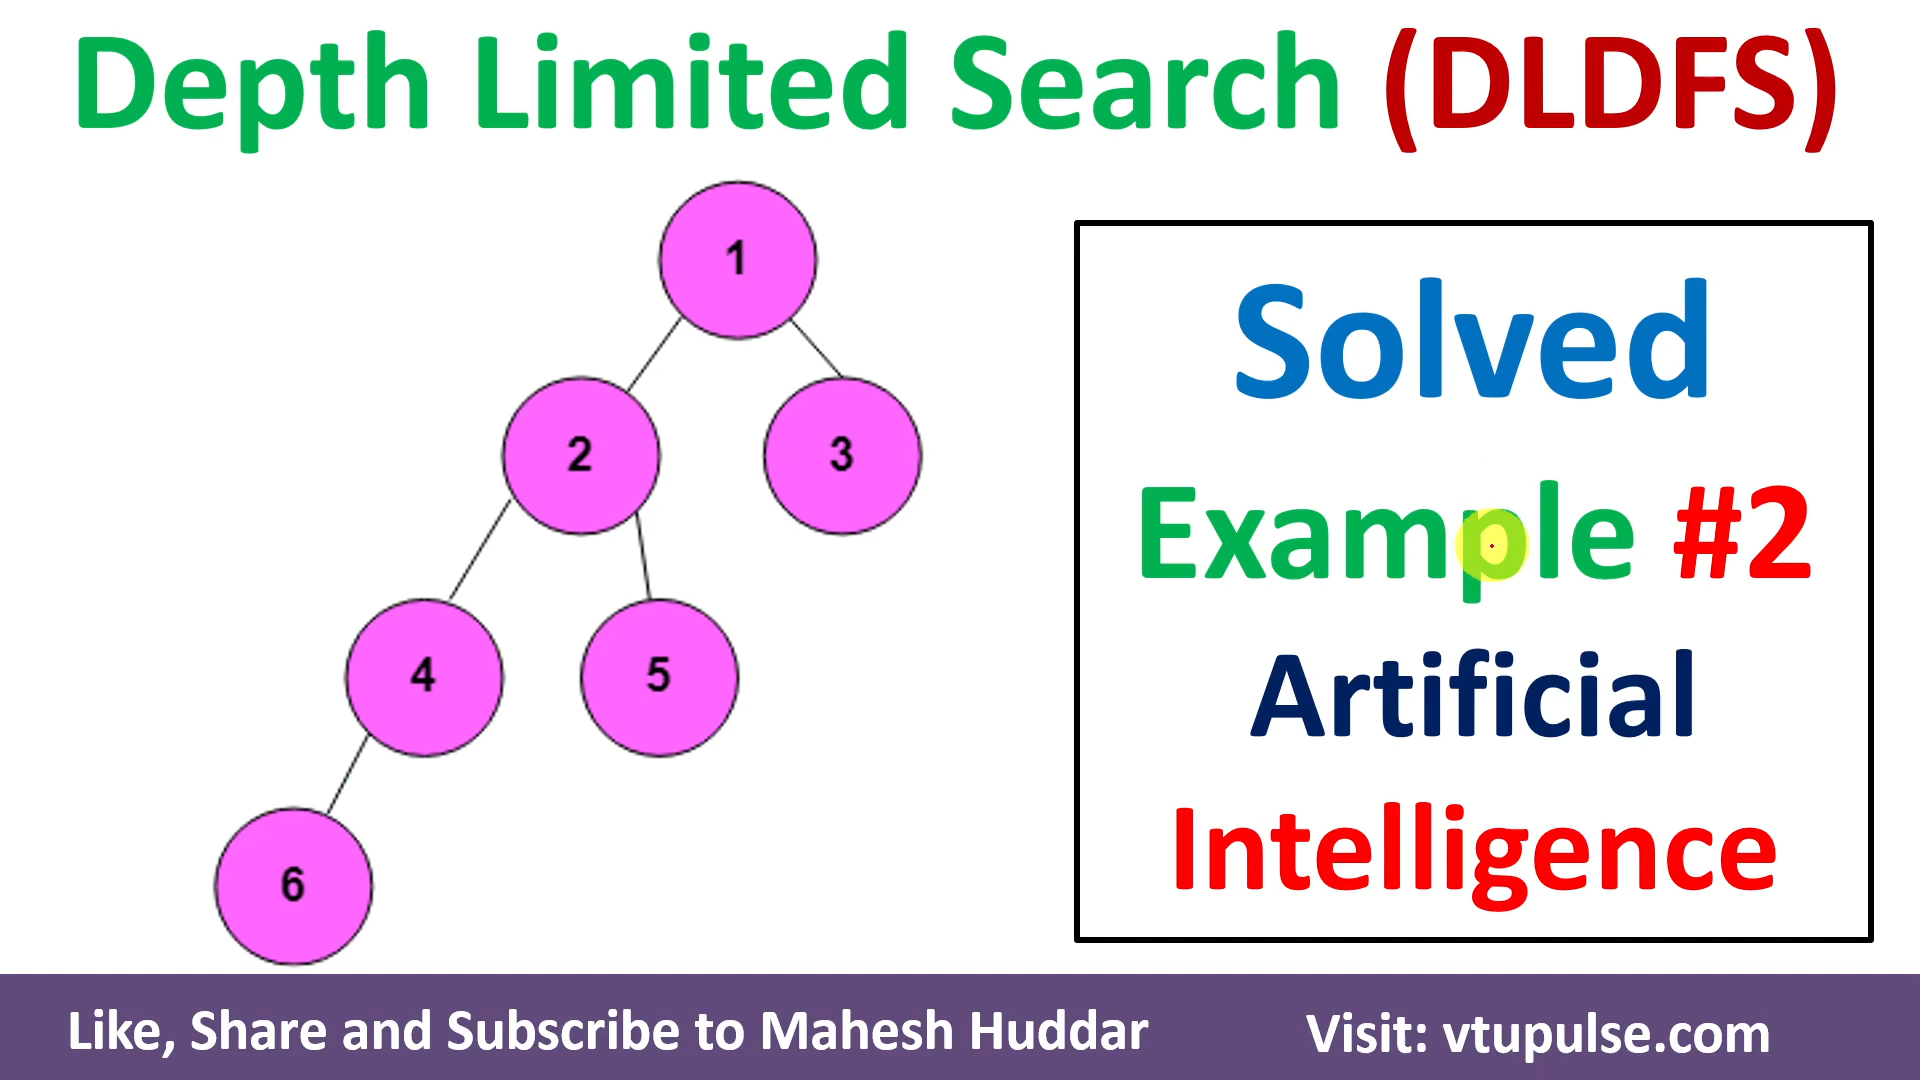 Depth Limited Search (DLDFS)
1
2
3
4
5
6
Solved
Example #2
Artificial
Intelligence
Like, Share and Subscribe to Mahesh Huddar
Visit: vtupulse.com